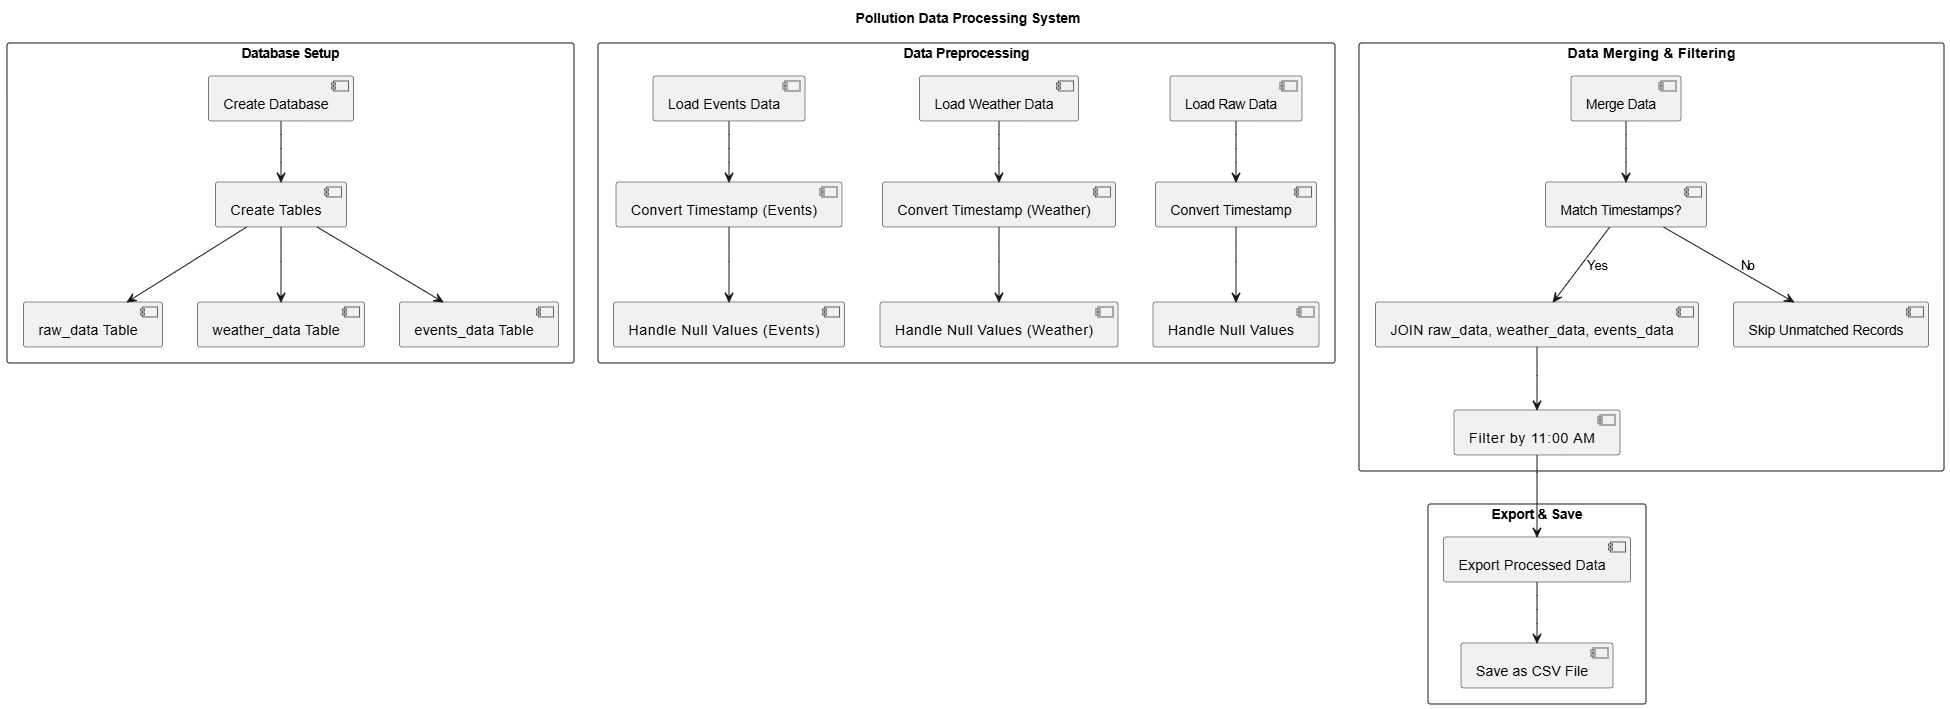 Pollution Data Processing System
Database Setup
Create Database
Create Tables
raw_data Table
weather_data Table
events_data Table
Data Preprocessing
Load Events Data
Load Weather Data
Load Raw Data
Convert Timestamp (Events)
Convert Timestamp (Weather)
Convert Timestamp
Handle Null Values (Events)
Handle Null Values (Weather)
Handle Null Values
Data Merging & Filtering
Merge Data
Match Timestamps?
Yes
No
JOIN raw_data, weather_data, events_data
Skip Unmatched Records
Filter by 11:00 AM
Export & Save
Export Processed Data
Save as CSV File